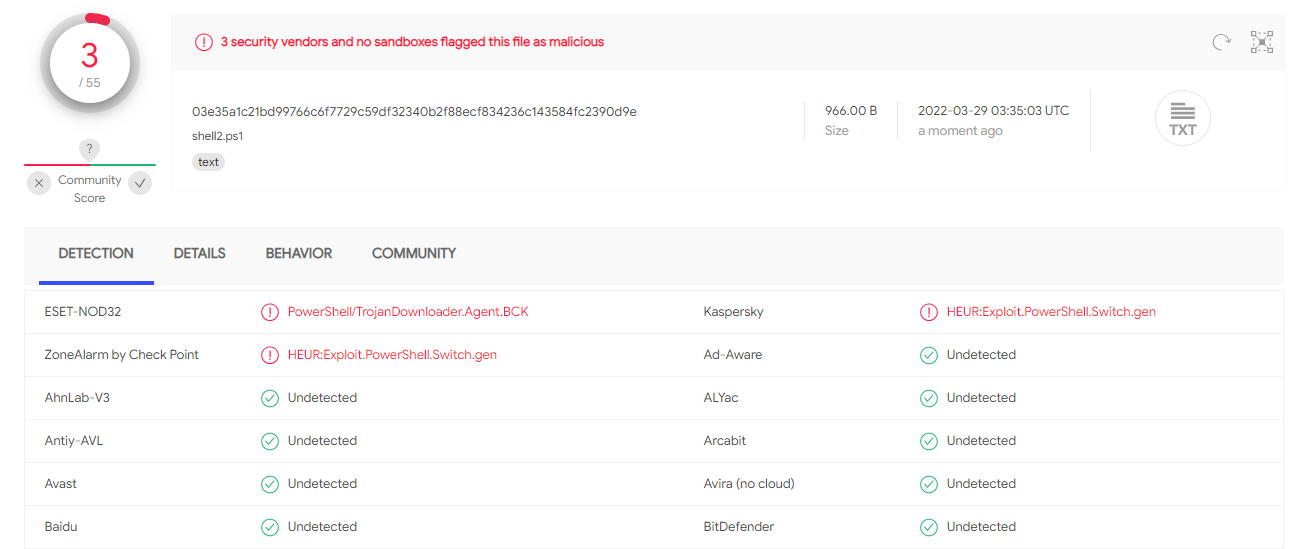 3
/ 55
?
Community
Score
3 security vendors and no sandboxes flagged this file as malicious
03e35a1c21bd99766c6f7729c59df32340b2f88ecf834236c143584fc2390d9e
shell2.ps1
text
966.00 B
Size
2022-03-29 03:35:03 UTC
a moment ago
TXT
DETECTION DETAILS BEHAVIOR COMMUNITY
ESET-NOD32 PowerShell/TrojanDownloader.Agent.BCK Kaspersky HEUR:Exploit.PowerShell.Switch.gen
ZoneAlarm by Check Point HEUR:Exploit.PowerShell.Switch.gen Ad-Aware Undetected
AhnLab-V3 Undetected ALYac Undetected
Antiy-AVL Undetected Arcabit Undetected
Avast Undetected Avira (no cloud) Undetected
Baidu Undetected BitDefender Undetected